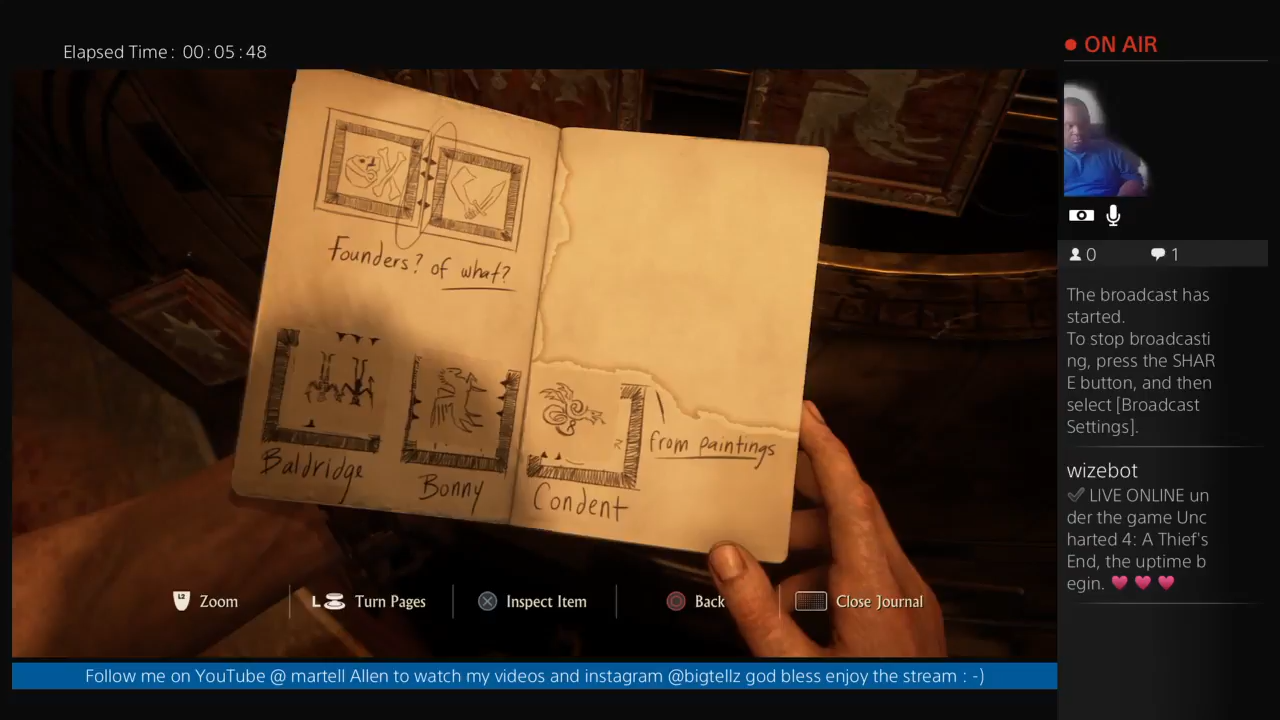 Elapsed Time: 00:05:48
ON AIR
0
1
The broadcast has
started.
To stop broadcasti
ng, press the SHAR
E button, and then
select [Broadcast
Settings].
wizebot
✓ LIVE ONLINE un
der the game Unc
harted 4: A Thief's
End, the uptime b
egin. ♥ ♥ ♥
Founders? of what?
Baldridge
Bonny
Condent
from paintings
L2 Zoom
L Turn Pages
Inspect Item
Back
Close Journal
Follow me on YouTube @ martell Allen to watch my videos and instagram @bigtellz god bless enjoy the stream : -)